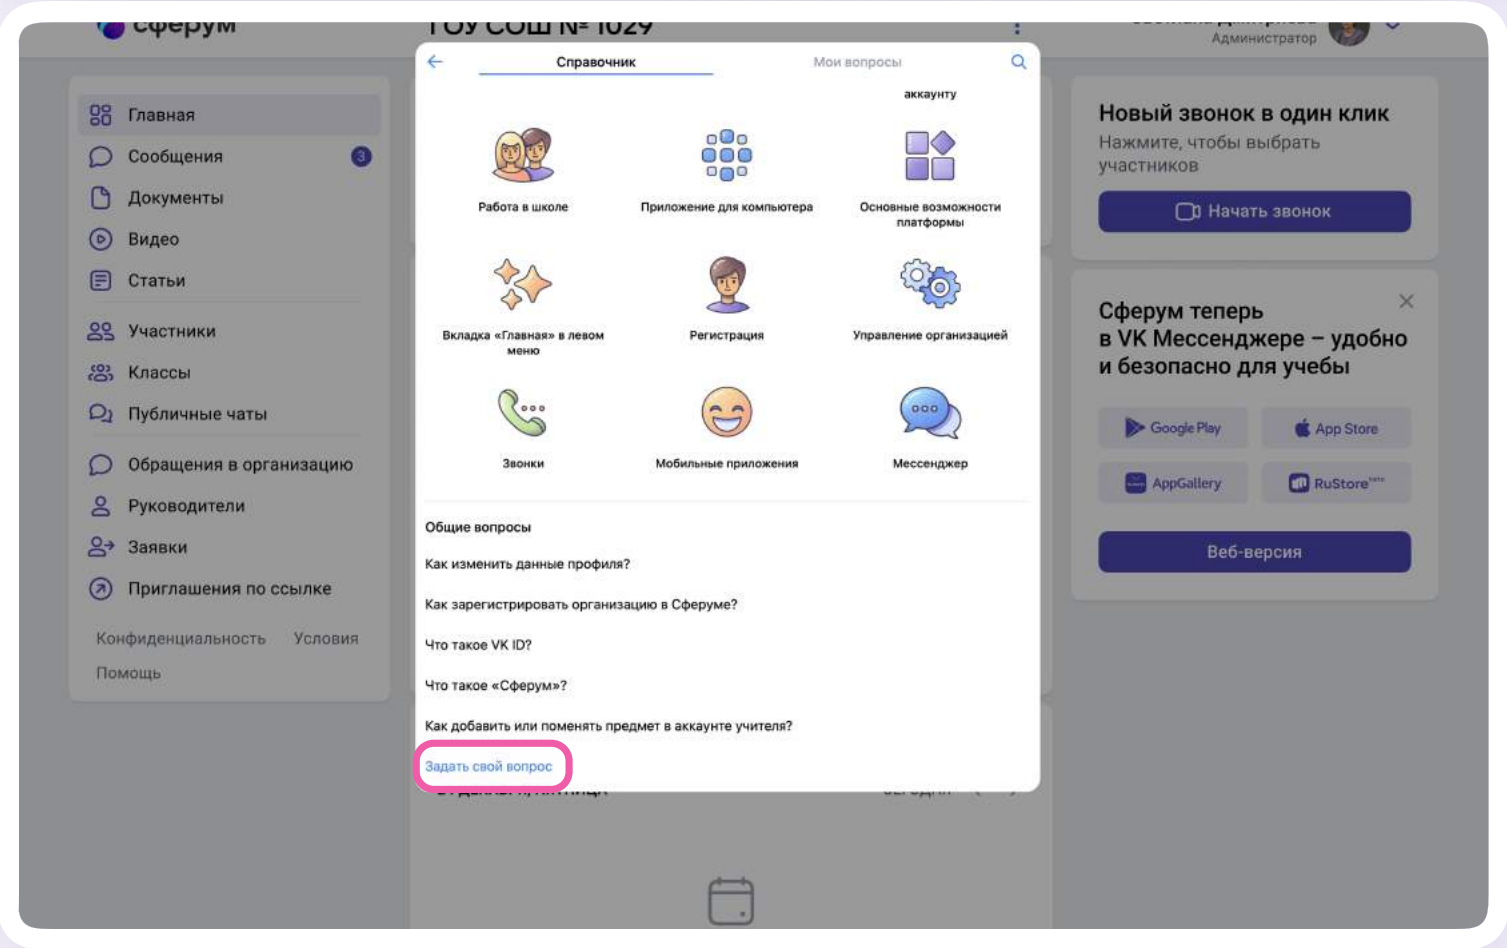 сферум
ГОУ СОШ № 1029
Администратор
Справочник
Мои вопросы
аккаунту
Главная
Сообщения
3
Документы
Видео
Статьи
Участники
Классы
Публичные чаты
Обращения в организацию
Руководители
Заявки
Приглашения по ссылке
Конфиденциальность
Условия
Помощь
Работа в школе
Приложение для компьютера
Основные возможности
платформы
Вкладка «Главная» в левом
меню
Регистрация
Управление организацией
Звонки
Мобильные приложения
Мессенджер
Общие вопросы
Как изменить данные профиля?
Как зарегистрировать организацию в Сферуме?
Что такое VK ID?
Что такое «Сферум»?
Как добавить или поменять предмет в аккаунте учителя?
Задать свой вопрос
Новый звонок в один клик
Нажмите, чтобы выбрать
участников
Начать звонок
Сферум теперь
в VK Мессенджере – удобно
и безопасно для учебы
Google Play
App Store
AppGallery
RuStore
Веб-версия